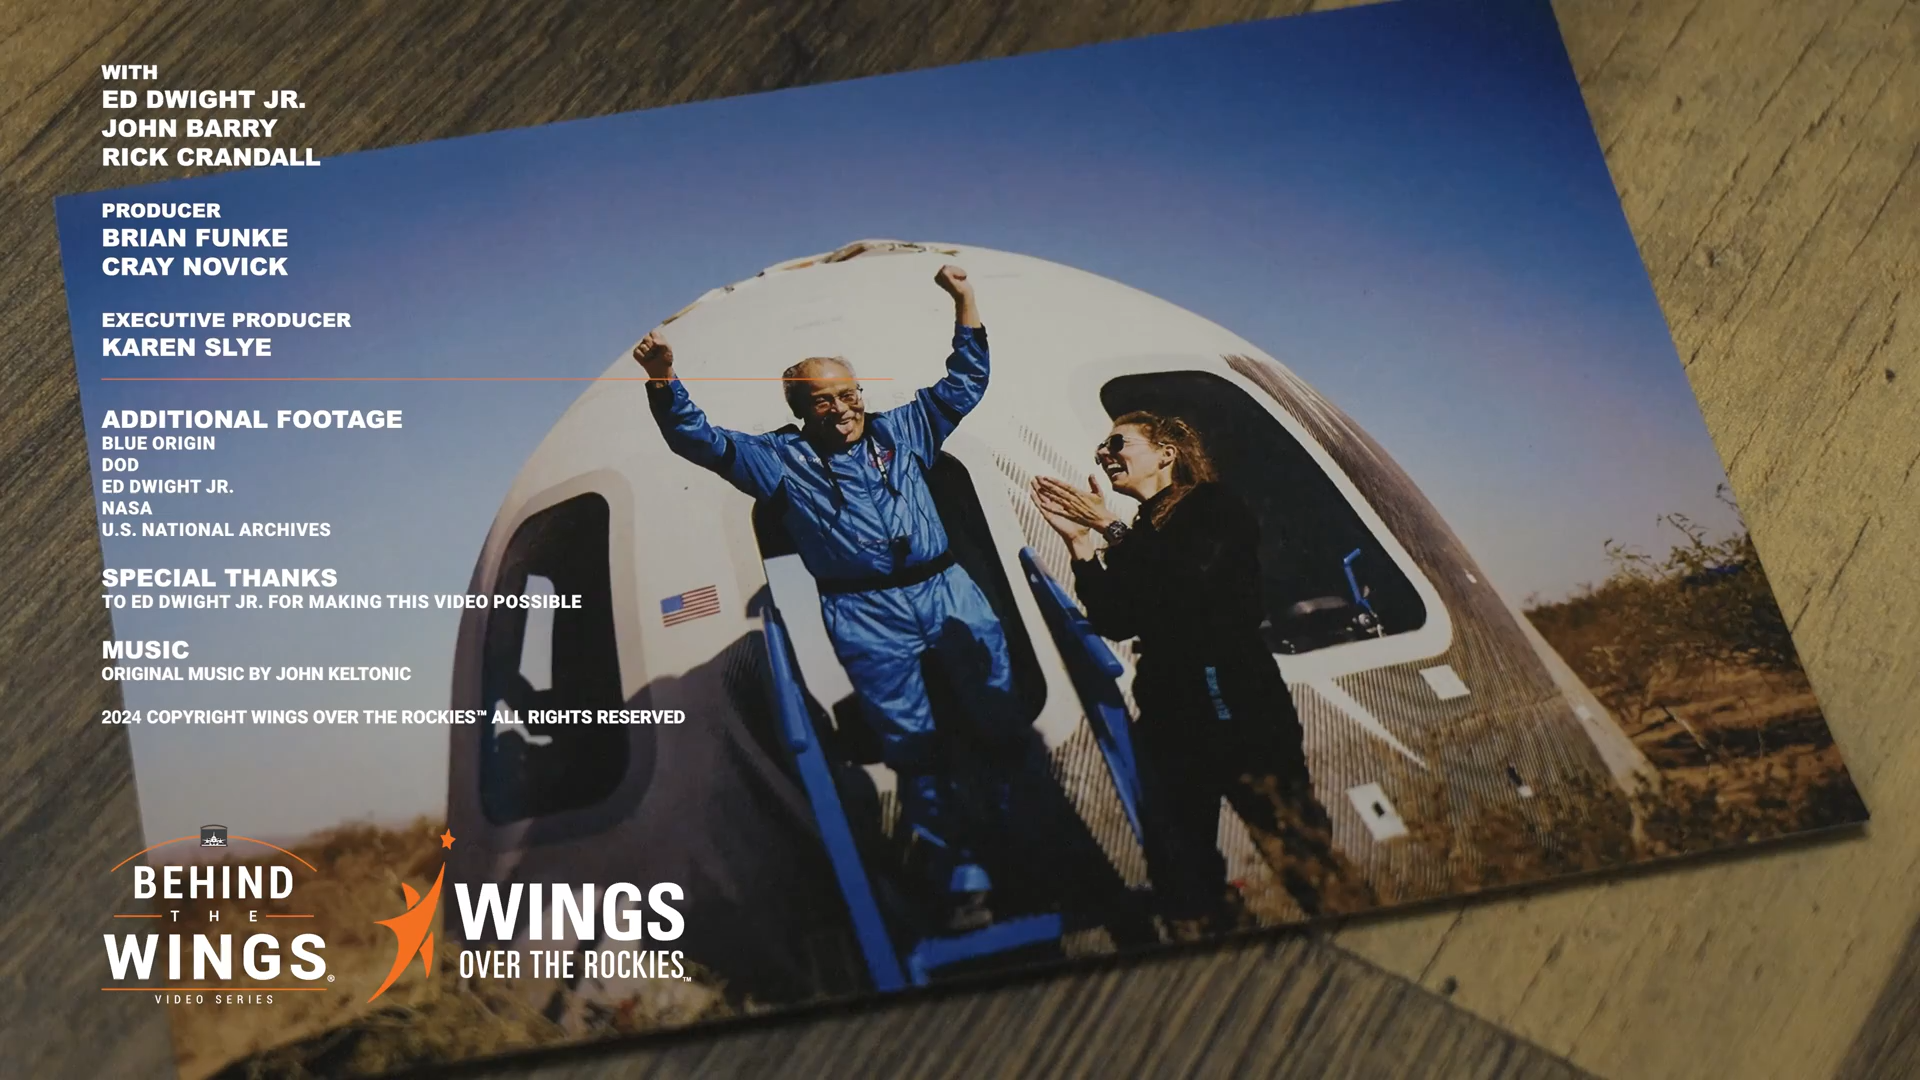 WITH
ED DWIGHT JR.
JOHN BARRY
RICK CRANDALL
PRODUCER
BRIAN FUNKE
CRAY NOVICK
EXECUTIVE PRODUCER
KAREN SLYE
ADDITIONAL FOOTAGE
BLUE ORIGIN
DOD
ED DWIGHT JR.
NASA
U.S. NATIONAL ARCHIVES
SPECIAL THANKS
TO ED DWIGHT JR. FOR MAKING THIS VIDEO POSSIBLE
MUSIC
ORIGINAL MUSIC BY JOHN KELTONIC
2024 COPYRIGHT WINGS OVER THE ROCKIES™ ALL RIGHTS RESERVED
BEHIND
THE
WINGS®
VIDEO SERIES
WINGS
OVER THE ROCKIES™